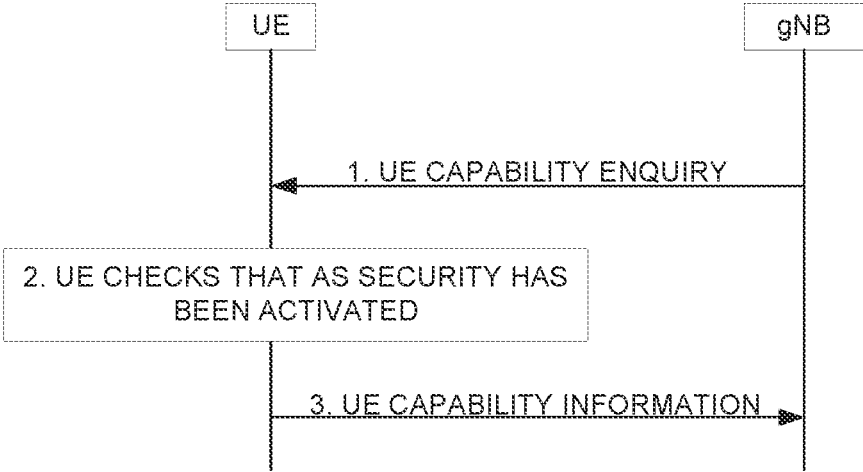 UE
gNB
1. UE CAPABILITY ENQUIRY
2. UE CHECKS THAT AS SECURITY HAS
BEEN ACTIVATED
3. UE CAPABILITY INFORMATION